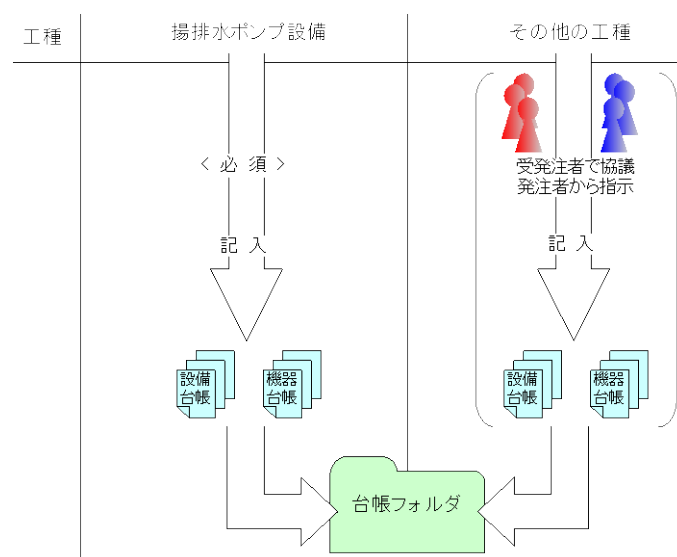 工種
揚排水ポンプ設備
その他の工種
<必須>
受発注者で協議
発注者から指示
記入
記入
設備
台帳
機器
台帳
設備
台帳
機器
台帳
台帳フォルダ